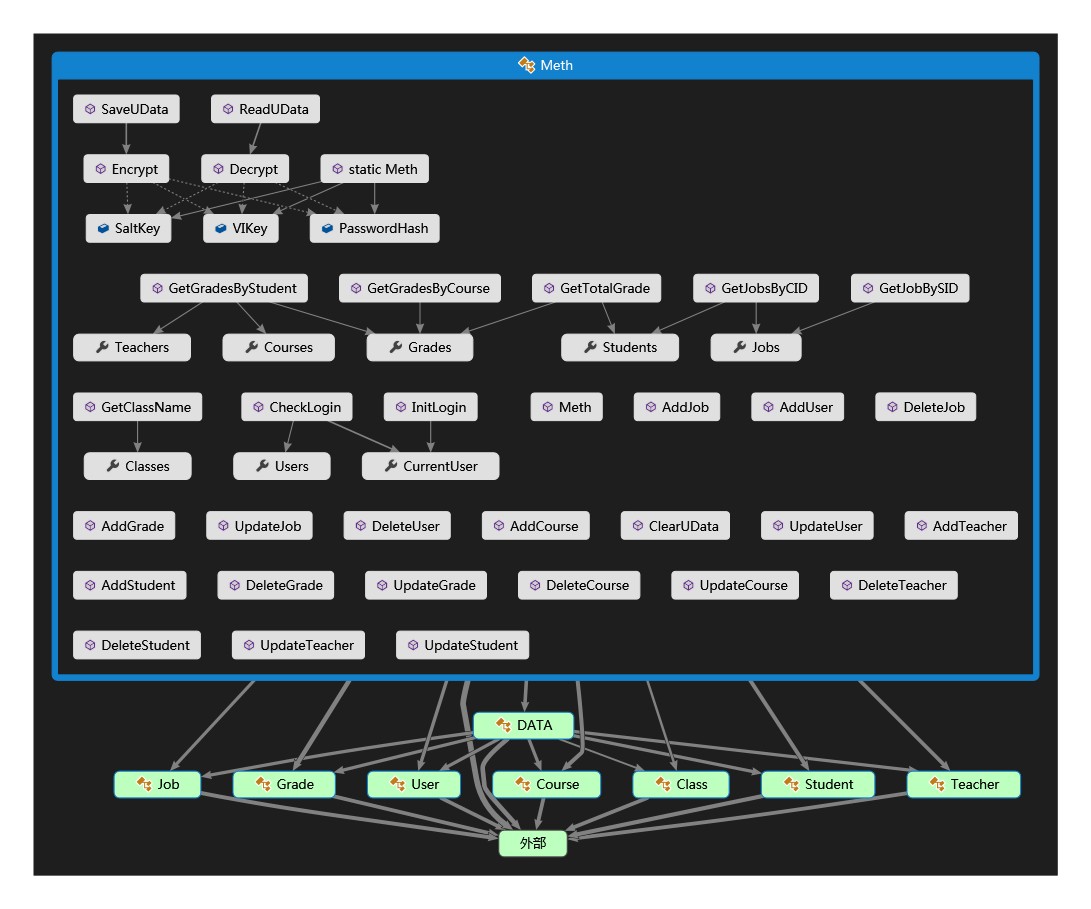 Meth
SaveUData
ReadUData
Encrypt
Decrypt
static Meth
SaltKey
VIKey
PasswordHash
GetGradesByStudent
GetGradesByCourse
GetTotalGrade
GetJobsByCID
GetJobBySID
Teachers
Courses
Grades
Students
Jobs
GetClassName
CheckLogin
InitLogin
Meth
AddJob
AddUser
DeleteJob
Classes
Users
CurrentUser
AddGrade
UpdateJob
DeleteUser
AddCourse
ClearUData
UpdateUser
AddTeacher
AddStudent
DeleteGrade
UpdateGrade
DeleteCourse
UpdateCourse
DeleteTeacher
DeleteStudent
UpdateTeacher
UpdateStudent
DATA
Job
Grade
User
Course
Class
Student
Teacher
外部